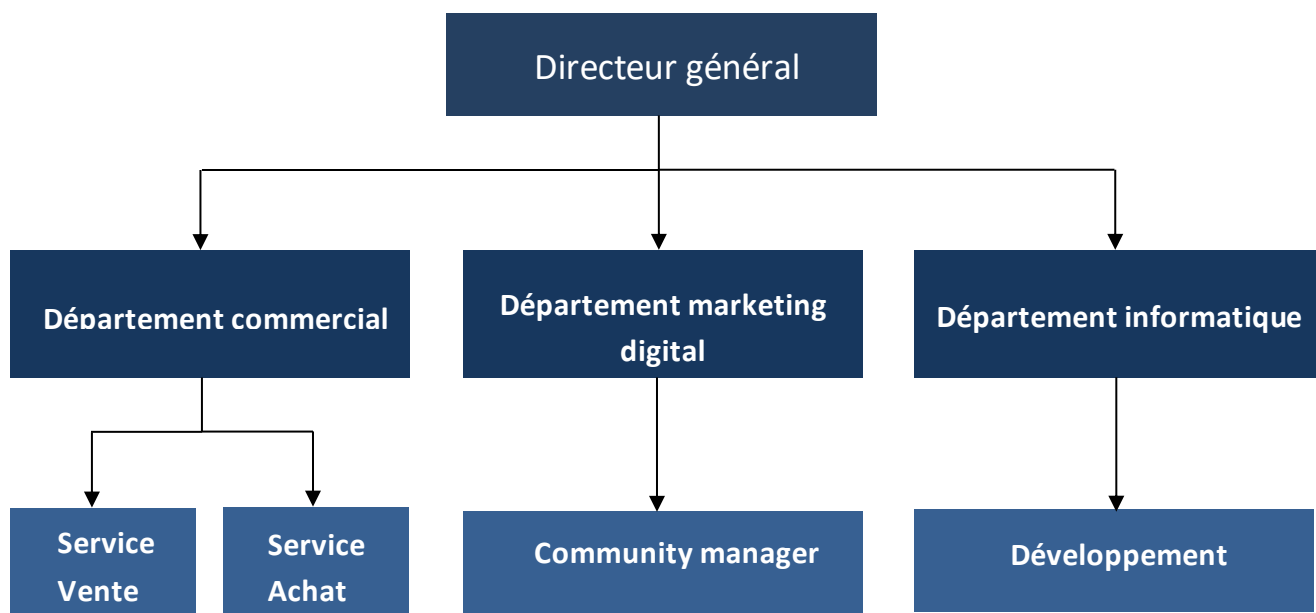 Directeur général
Département commercial
Département marketing
digital
Département informatique
Service
Vente
Service
Achat
Community manager
Développement